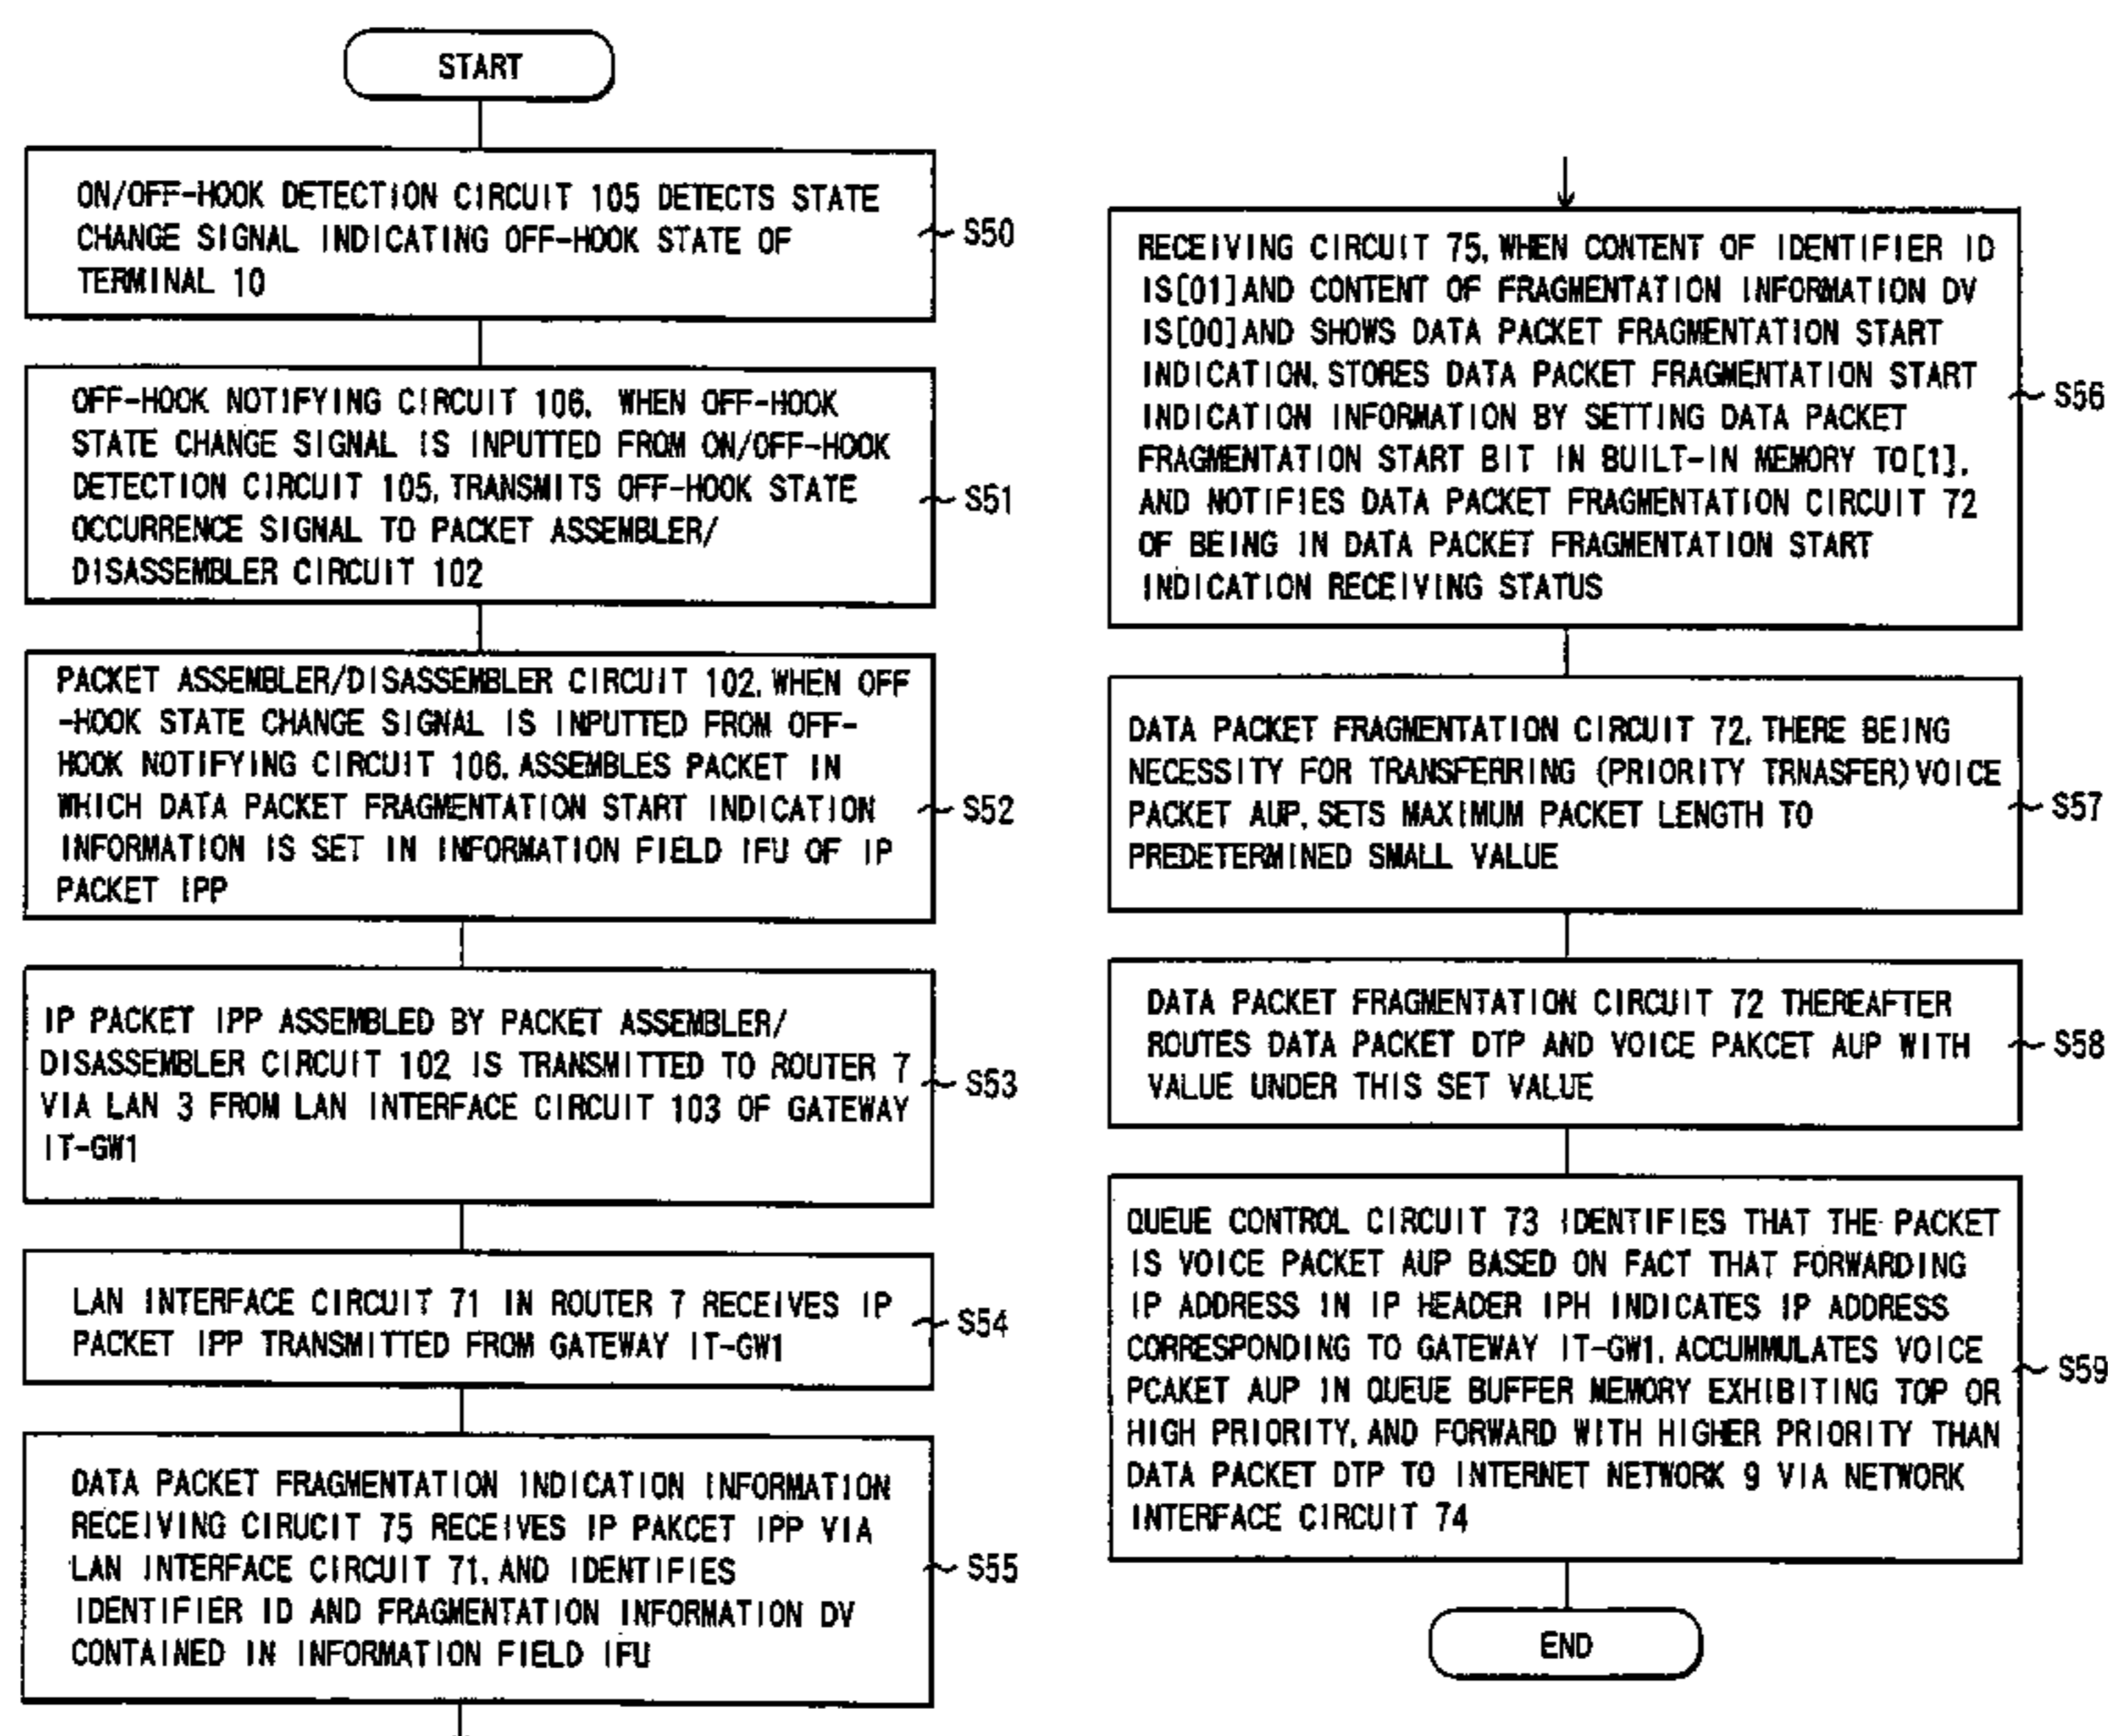 START
ON/OFF-HOOK DETECTION CIRCUIT 105 DETECTS STATE
CHANGE SIGNAL INDICATING OFF-HOOK STATE OF
TERMINAL 10
S50
OFF-HOOK NOTIFYING CIRCUIT 106, WHEN OFF-HOOK
STATE CHANGE SIGNAL IS INPUTTED FROM ON/OFF-HOOK
DETECTION CIRCUIT 105, TRANSMITS OFF-HOOK STATE
OCCURRENCE SIGNAL TO PACKET ASSEMBLER/
DISASSEMBLER CIRCUIT 102
S51
PACKET ASSEMBLER/DISASSEMBLER CIRCUIT 102, WHEN OFF
-HOOK STATE CHANGE SIGNAL IS INPUTTED FROM OFF-
HOOK NOTIFYING CIRCUIT 106, ASSEMBLES PACKET IN
WHICH DATA PACKET FRAGMENTATION START INDICATION
INFORMATION IS SET IN INFORMATION FIELD IFU OF IP
PACKET IPP
S52
IP PACKET IPP ASSEMBLED BY PACKET ASSEMBLER/
DISASSEMBLER CIRCUIT 102 IS TRANSMITTED TO ROUTER 7
VIA LAN 3 FROM LAN INTERFACE CIRCUIT 103 OF GATEWAY
IT-GW1
S53
LAN INTERFACE CIRCUIT 71 IN ROUTER 7 RECEIVES IP
PACKET IPP TRANSMITTED FROM GATEWAY IT-GW1
S54
DATA PACKET FRAGMENTATION INDICATION INFORMATION
RECEIVING CIRUCIT 75 RECEIVES IP PAKCET IPP VIA
LAN INTERFACE CIRCUIT 71, AND IDENTIFIES
IDENTIFIER ID AND FRAGMENTATION INFORMATION DV
CONTAINED IN INFORMATION FIELD IFU
S55
RECEIVING CIRCUIT 75, WHEN CONTENT OF IDENTIFIER ID
IS[01]AND CONTENT OF FRAGMENTATION INFORMATION DV
IS[00]AND SHOWS DATA PACKET FRAGMENTATION START
INDICATION, STORES DATA PACKET FRAGMENTATION START
INDICATION INFORMATION BY SETTING DATA PACKET
FRAGMENTATION START BIT IN BUILT-IN MEMORY TO[1],
AND NOTIFIES DATA PACKET FRAGMENTATION CIRCUIT 72
OF BEING IN DATA PACKET FRAGMENTATION START
INDICATION RECEIVING STATUS
S56
DATA PACKET FRAGMENTATION CIRCUIT 72, THERE BEING
NECESSITY FOR TRANSFERRING (PRIORITY TRNASFER)VOICE
PACKET AUP, SETS MAXIMUM PACKET LENGTH TO
PREDETERMINED SMALL VALUE
S57
DATA PACKET FRAGMENTATION CIRCUIT 72 THEREAFTER
ROUTES DATA PACKET DTP AND VOICE PAKCET AUP WITH
VALUE UNDER THIS SET VALUE
S58
QUEUE CONTROL CIRCUIT 73 IDENTIFIES THAT THE PACKET
IS VOICE PACKET AUP BASED ON FACT THAT FORWARDING
IP ADDRESS IN IP HEADER IPH INDICATES IP ADDRESS
CORRESPONDING TO GATEWAY IT-GW1, ACCUMMULATES VOICE
PCAKET AUP IN QUEUE BUFFER MEMORY EXHIBITING TOP OR
HIGH PRIORITY, AND FORWARD WITH HIGHER PRIORITY THAN
DATA PACKET DTP TO INTERNET NETWORK 9 VIA NETWORK
INTERFACE CIRCUIT 74
S59
END